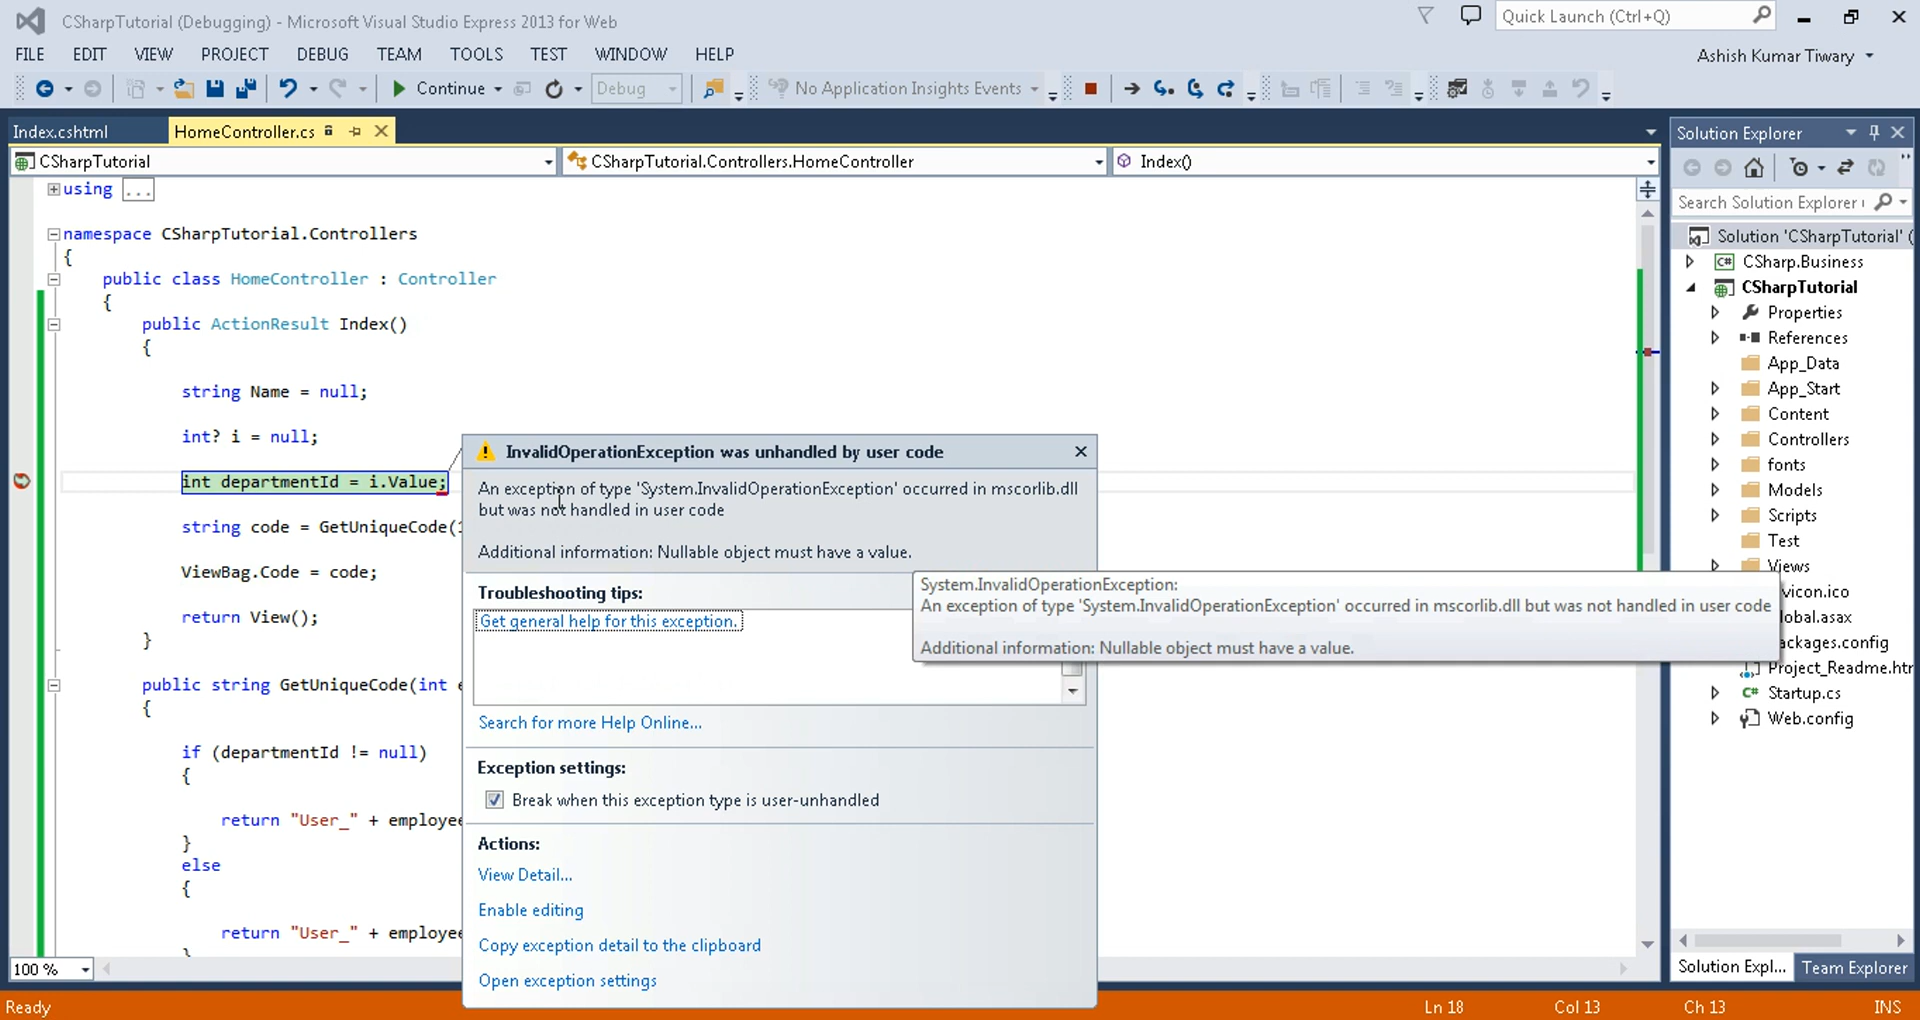 CSharpTutorial (Debugging) - Microsoft Visual Studio Express 2013 for Web
Quick Launch (Ctrl+Q)
FILE EDIT VIEW PROJECT DEBUG TEAM TOOLS TEST WINDOW HELP
Ashish Kumar Tiwary
Continue Debug No Application Insights Events
Index.cshtml HomeController.cs
CSharpTutorial CSharpTutorial.Controllers.HomeController Index()
using ...
namespace CSharpTutorial.Controllers
{
public class HomeController : Controller
{
public ActionResult Index()
{
string Name = null;
int? i = null;
int departmentId = i.Value;
string code = GetUniqueCode(
ViewBag.Code = code;
return View();
}
public string GetUniqueCode(int
{
if (departmentId != null)
{
return "User_" + employee
}
else
{
return "User_" + employee
}
100 %
InvalidOperationException was unhandled by user code
An exception of type 'System.InvalidOperationException' occurred in mscorlib.dll
but was not handled in user code
Additional information: Nullable object must have a value.
Troubleshooting tips:
Get general help for this exception.
Search for more Help Online...
Exception settings:
Break when this exception type is user-unhandled
Actions:
View Detail...
Enable editing
Copy exception detail to the clipboard
Open exception settings
System.InvalidOperationException:
An exception of type 'System.InvalidOperationException' occurred in mscorlib.dll but was not handled in user code
Additional information: Nullable object must have a value.
Solution Explorer
Search Solution Explorer
Solution 'CSharpTutorial' (
C# CSharp.Business
CSharpTutorial
Properties
References
App_Data
App_Start
Content
Controllers
fonts
Models
Scripts
Test
Views
vicon.ico
lobal.asax
ackages.config
Project_Readme.htr
C# Startup.cs
Web.config
Solution Expl... Team Explorer
Ready Ln 18 Col 13 Ch 13 INS